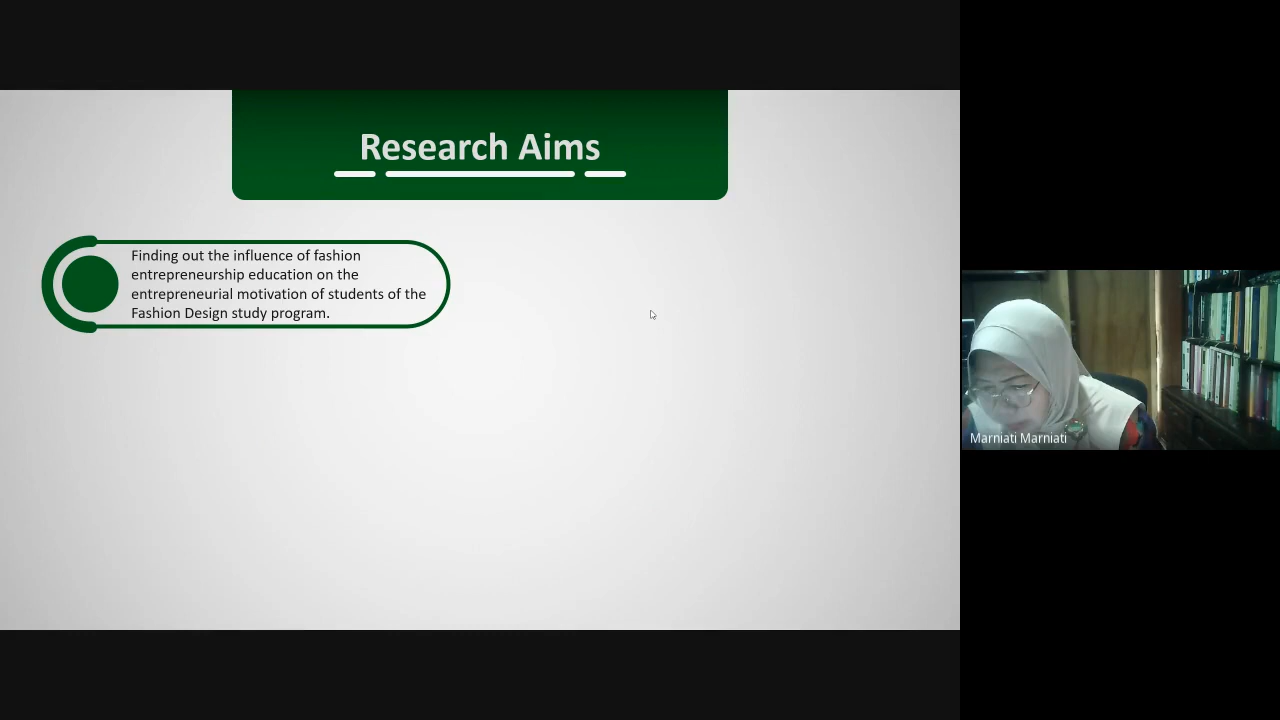 Research Aims
Finding out the influence of fashion
entrepreneurship education on the
entrepreneurial motivation of students of the
Fashion Design study program.
Marniati Marniati